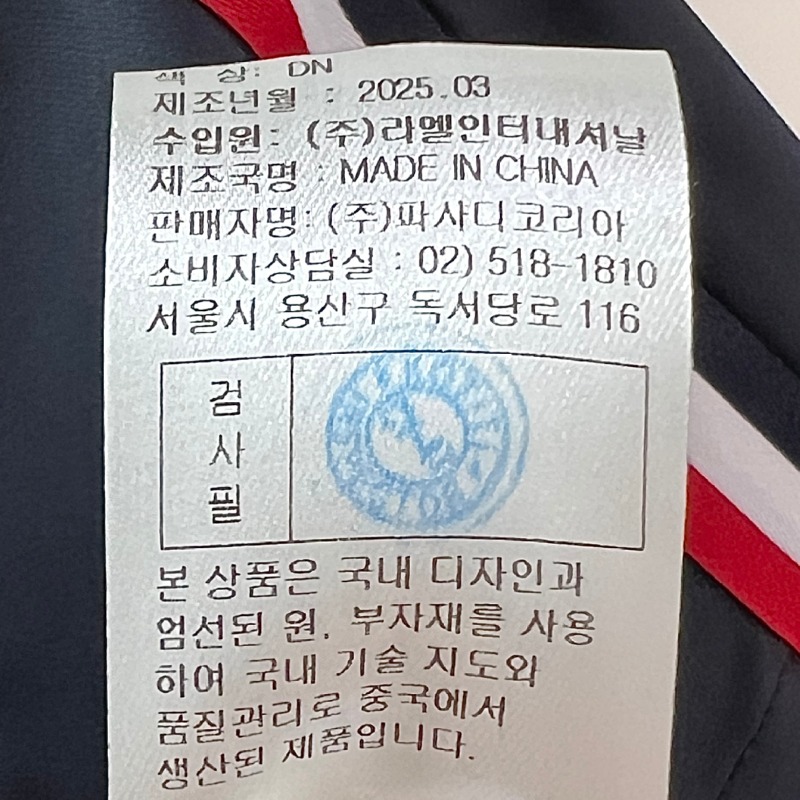 색 상: DN
제조년월 : 2025.03
수입원: (주)라엘인터내셔날
제조국명 : MADE IN CHINA
판매자명: (주)파사디코리아
소비자상담실 : 02) 518-1810
서울시 용산구 독서당로 116
검
사
필
본 상품은 국내 디자인과
엄선된 원, 부자재를 사용
하여 국내 기술 지도와
품질관리로 중국에서
생산된 제품입니다.